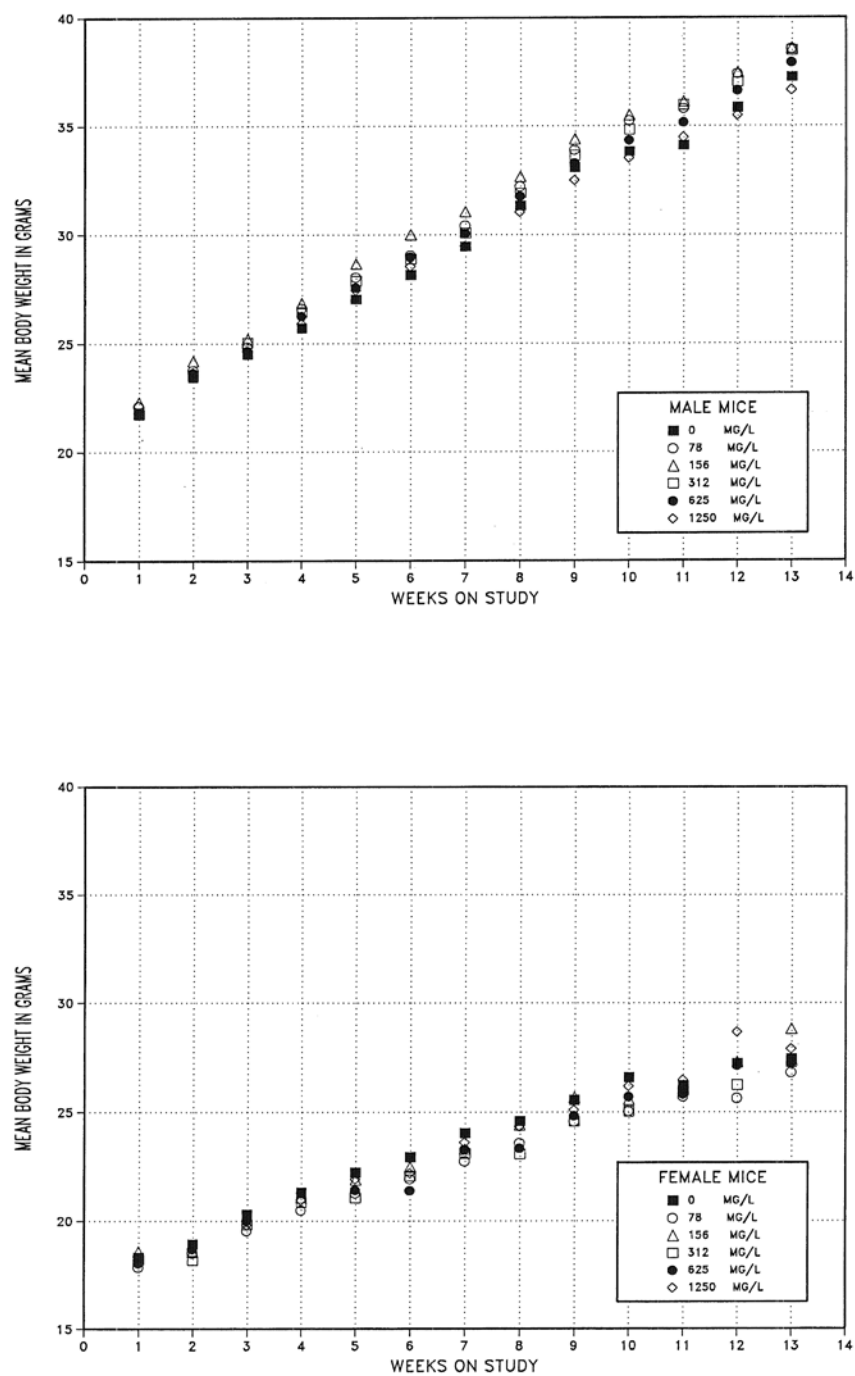 40
35
30
25
20
15
MEAN BODY WEIGHT IN GRAMS
MALE MICE
0 MG/L
78 MG/L
156 MG/L
312 MG/L
625 MG/L
1250 MG/L
0 1 2 3 4 5 6 7 8 9 10 11 12 13 14
WEEKS ON STUDY
40
35
30
25
20
15
MEAN BODY WEIGHT IN GRAMS
FEMALE MICE
0 MG/L
78 MG/L
156 MG/L
312 MG/L
625 MG/L
1250 MG/L
0 1 2 3 4 5 6 7 8 9 10 11 12 13 14
WEEKS ON STUDY